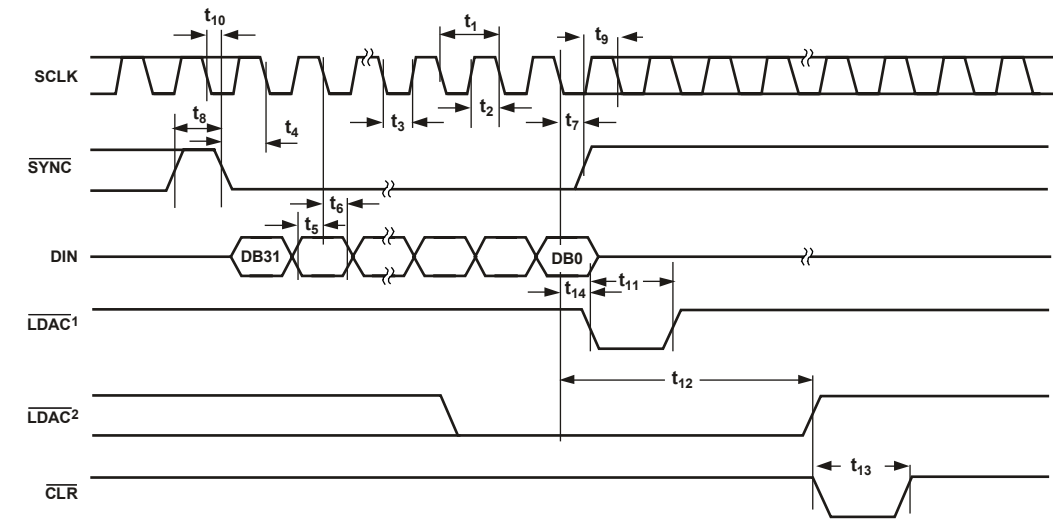 t10
t1
t9
SCLK
t8
t4
t3
t2
t7
SYNC
t6
t5
DIN
DB31
DB0
t14
t11
LDAC1
t12
LDAC2
t13
CLR